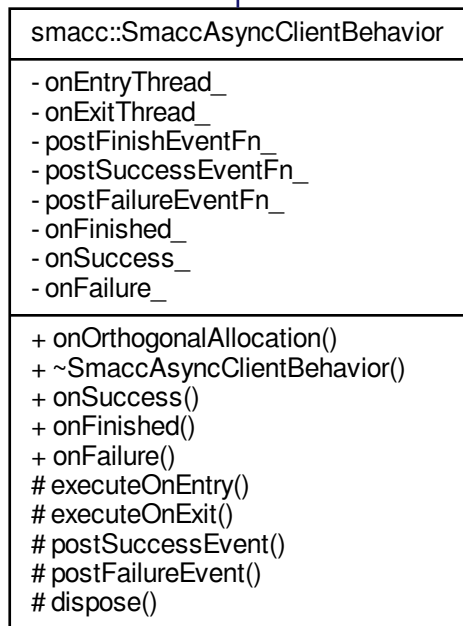 smacc::SmaccAsyncClientBehavior
- onEntryThread_
- onExitThread_
- postFinishEventFn_
- postSuccessEventFn_
- postFailureEventFn_
- onFinished_
- onSuccess_
- onFailure_
+ onOrthogonalAllocation()
+ ~SmaccAsyncClientBehavior()
+ onSuccess()
+ onFinished()
+ onFailure()
# executeOnEntry()
# executeOnExit()
# postSuccessEvent()
# postFailureEvent()
# dispose()